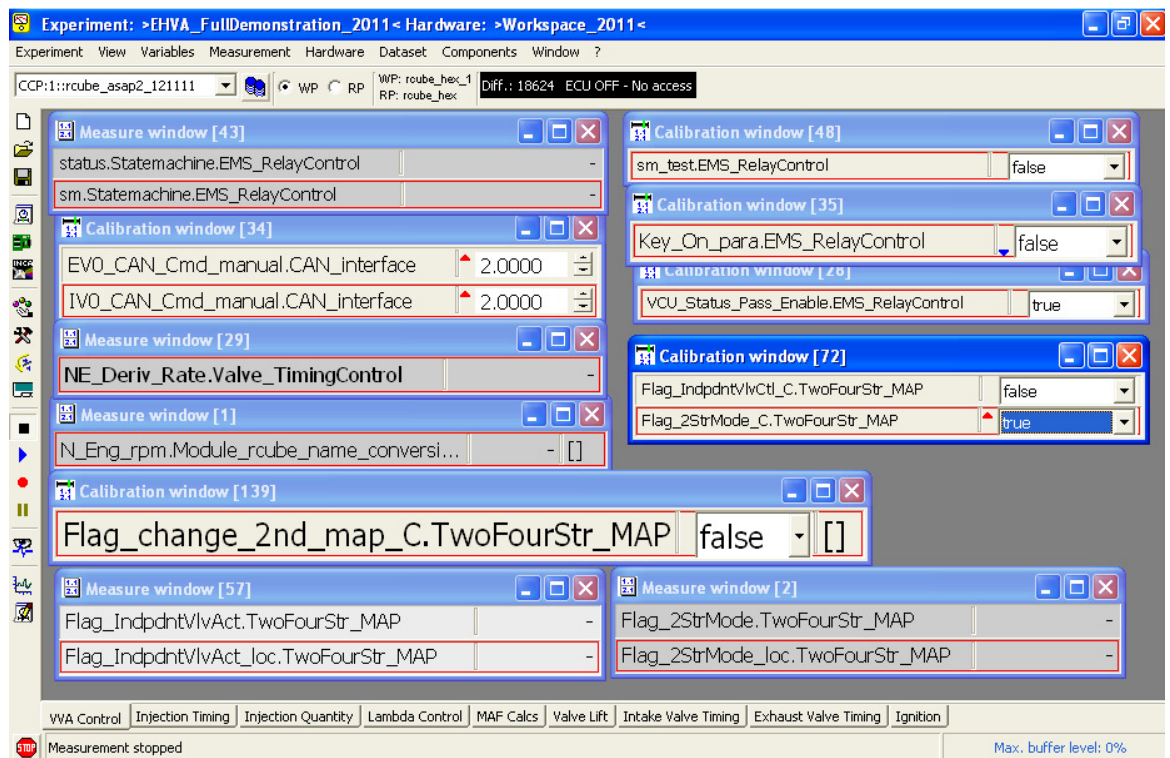 Experiment: >EHVA_FullDemonstration_2011< Hardware: >Workspace_2011<
Experiment View Variables Measurement Hardware Dataset Components Window ?
CCP:1::rcube_asap2_121111 WP RP WP: rcube_hex_1 Diff.: 18624 ECU OFF - No access
RP: rcube_hex
Measure window [43]
status.Statemachine.EMS_RelayControl -
sm.Statemachine.EMS_RelayControl -
Calibration window [34]
EVO_CAN_Cmd_manual.CAN_interface 2.0000
IVO_CAN_Cmd_manual.CAN_interface 2.0000
Measure window [29]
NE_Deriv_Rate.Valve_TimingControl -
Measure window [1]
N_Eng_rpm.Module_rcube_name_conversi... - []
Calibration window [48]
sm_test.EMS_RelayControl false
Calibration window [35]
Key_On_para.EMS_RelayControl false
Calibration window [28]
VCU_Status_Pass_Enable.EMS_RelayControl true
Calibration window [72]
Flag_IndpdntVlvCtl_C.TwoFourStr_MAP false
Flag_2StrMode_C.TwoFourStr_MAP true
Calibration window [139]
Flag_change_2nd_map_C.TwoFourStr_MAP false []
Measure window [57]
Flag_IndpdntVlvAct.TwoFourStr_MAP -
Flag_IndpdntVlvAct_loc.TwoFourStr_MAP -
Measure window [2]
Flag_2StrMode.TwoFourStr_MAP -
Flag_2StrMode_loc.TwoFourStr_MAP -
VVA Control Injection Timing Injection Quantity Lambda Control MAF Calcs Valve Lift Intake Valve Timing Exhaust Valve Timing Ignition
STOP Measurement stopped Max. buffer level: 0%